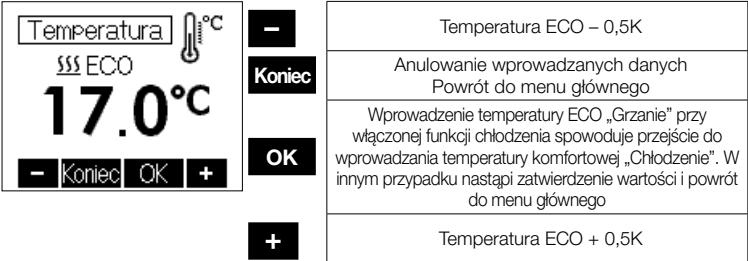 Temperatura °C
ECO
17.0°C
– Koniec OK +
–
Temperatura ECO – 0,5K
Koniec
Anulowanie wprowadzanych danych
Powrót do menu głównego
OK
Wprowadzenie temperatury ECO „Grzanie” przy
włączonej funkcji chłodzenia spowoduje przejście do
wprowadzania temperatury komfortowej „Chłodzenie”. W
innym przypadku nastąpi zatwierdzenie wartości i powrót
do menu głównego
+
Temperatura ECO + 0,5K